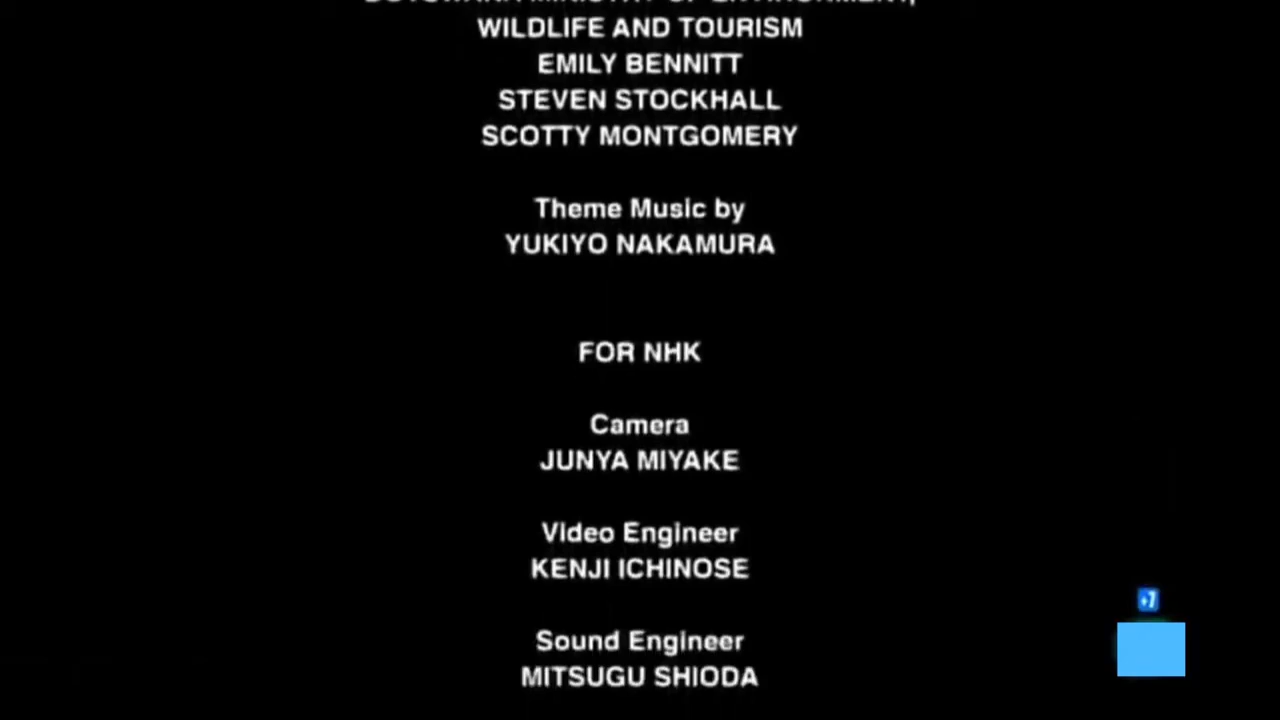 WILDLIFE AND TOURISM
EMILY BENNITT
STEVEN STOCKHALL
SCOTTY MONTGOMERY
Theme Music by
YUKIYO NAKAMURA
FOR NHK
Camera
JUNYA MIYAKE
Video Engineer
KENJI ICHINOSE
Sound Engineer
MITSUGU SHIODA
+7